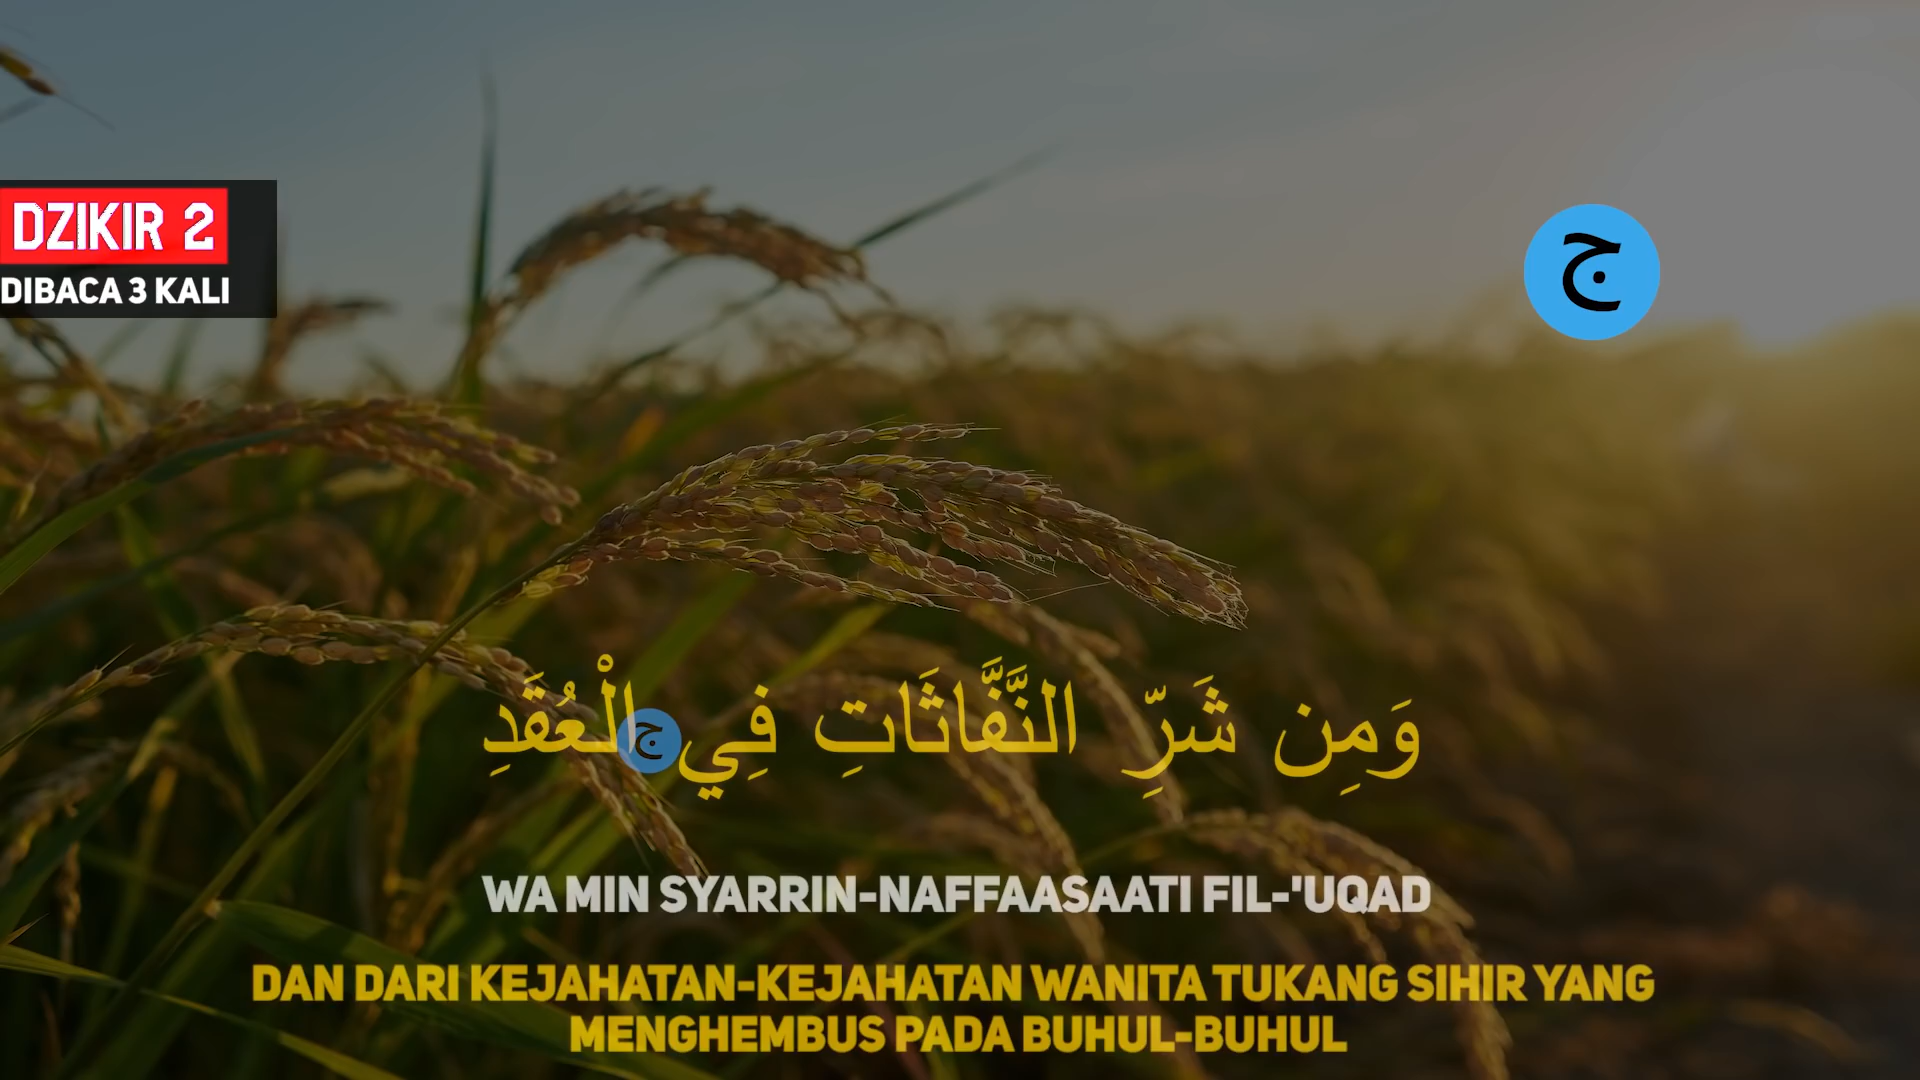 DZIKIR 2
DIBACA 3 KALI
ج
وَمِن شَرِّ النَّفَّاثَاتِ فِي الْعُقَدِ
ج
WA MIN SYARRIN-NAFFAASAATI FIL-'UQAD
DAN DARI KEJAHATAN-KEJAHATAN WANITA TUKANG SIHIR YANG
MENGHEMBUS PADA BUHUL-BUHUL